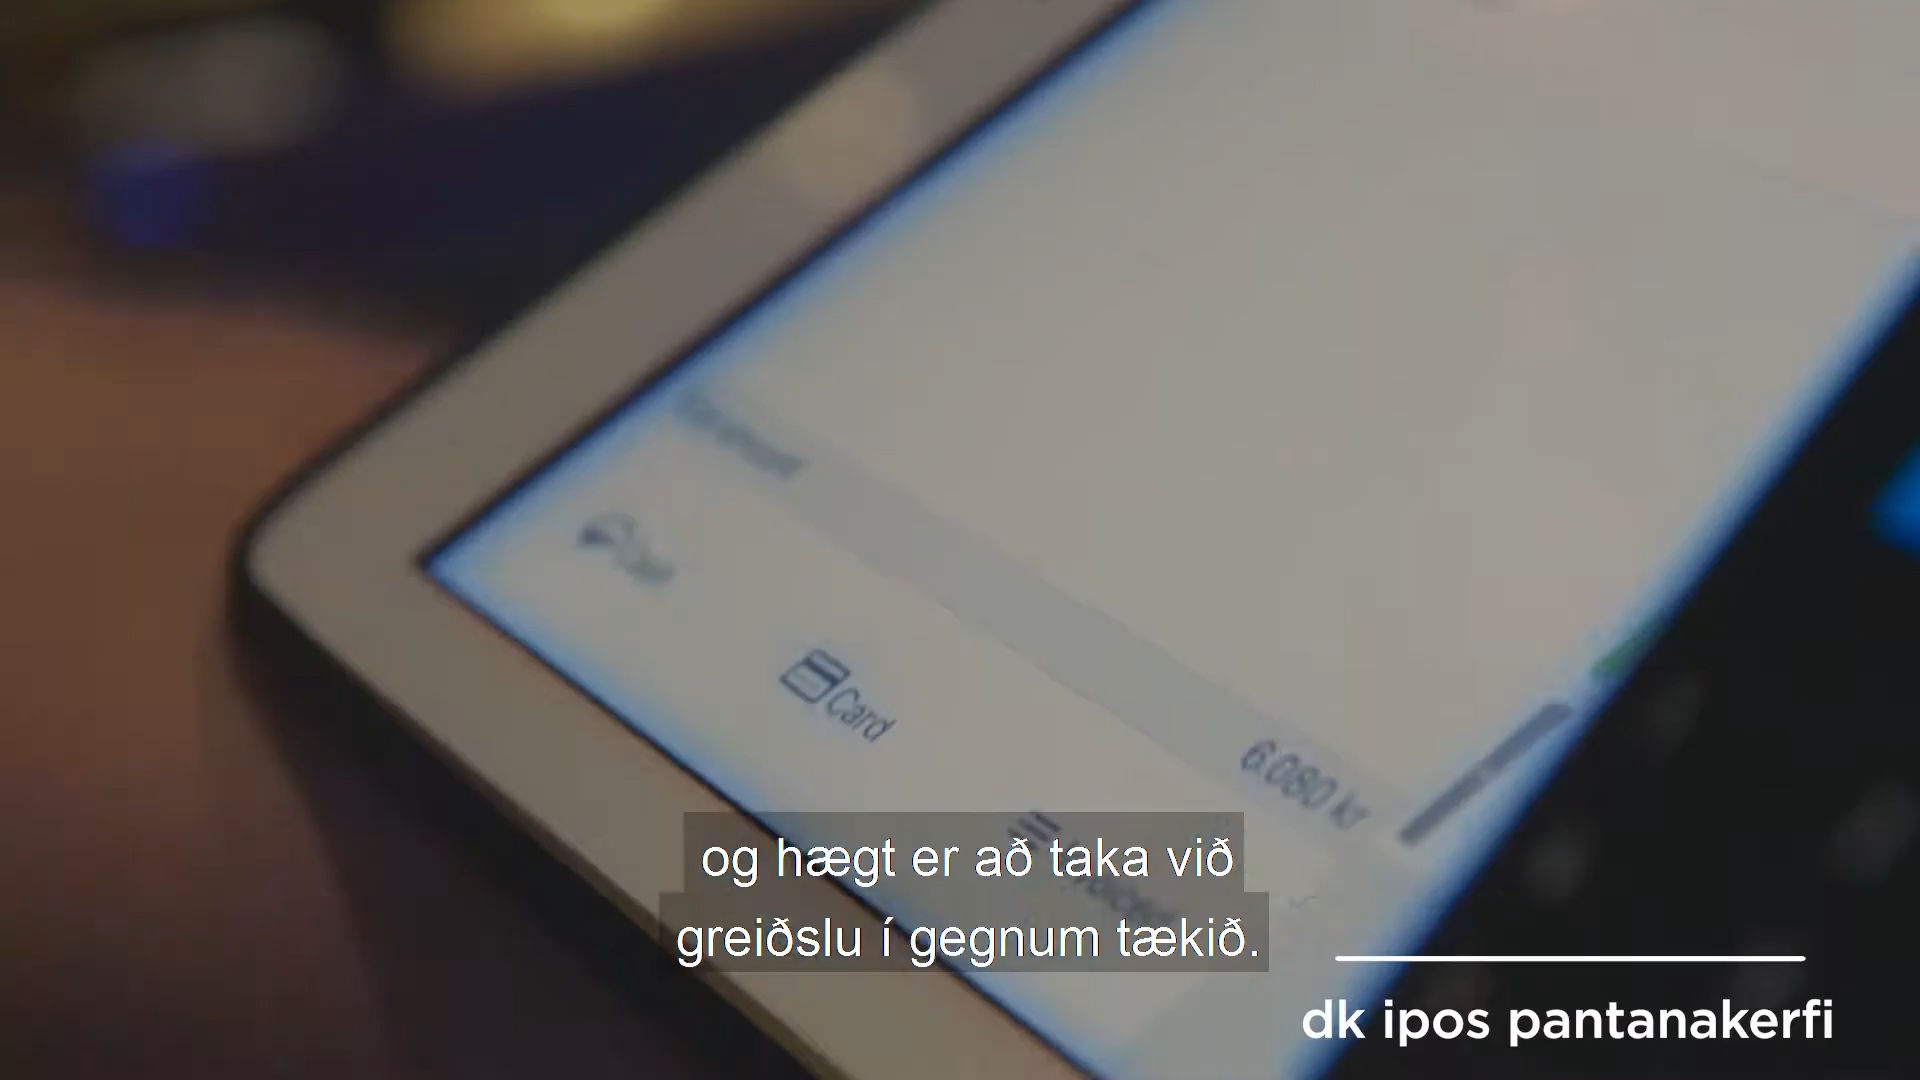 Card
6.080 kr
og hægt er að taka við
greiðslu í gegnum tækið.
dk ipos pantanakerfi